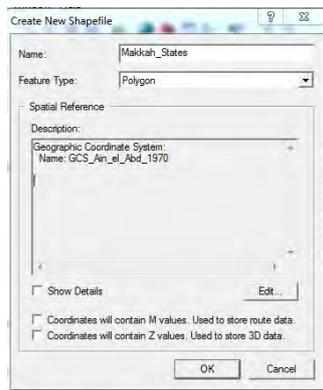 Create New Shapefile
Name: Makkah_States
Feature Type: Polygon
Spatial Reference
Description:
Geographic Coordinate System:
Name: GCS_Ain_el_Abd_1970
Show Details
Edit...
Coordinates will contain M values. Used to store route data.
Coordinates will contain Z values. Used to store 3D data.
OK Cancel